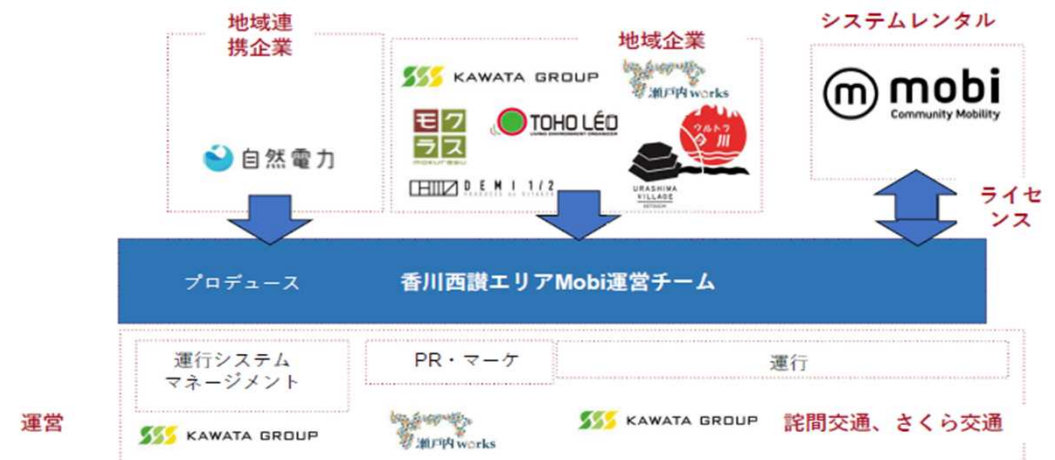 地域連
携企業
自然電力
地域企業
KAWATA GROUP
瀬戸内works
モク
ラス
mokurasu
TOHO LÉO
LIVING ENVIRONMENT ORGANIZER
DEMI 1/2
URASHIMA
VILLAGE
SETOUCHI
ウルトラ
今川
システムレンタル
m mobi
Community Mobility
ライセ
ンス
プロデュース
香川西讃エリアMobi運営チーム
運営
運行システム
マネージメント
KAWATA GROUP
PR・マーケ
瀬戸内works
運行
KAWATA GROUP
詫間交通、さくら交通